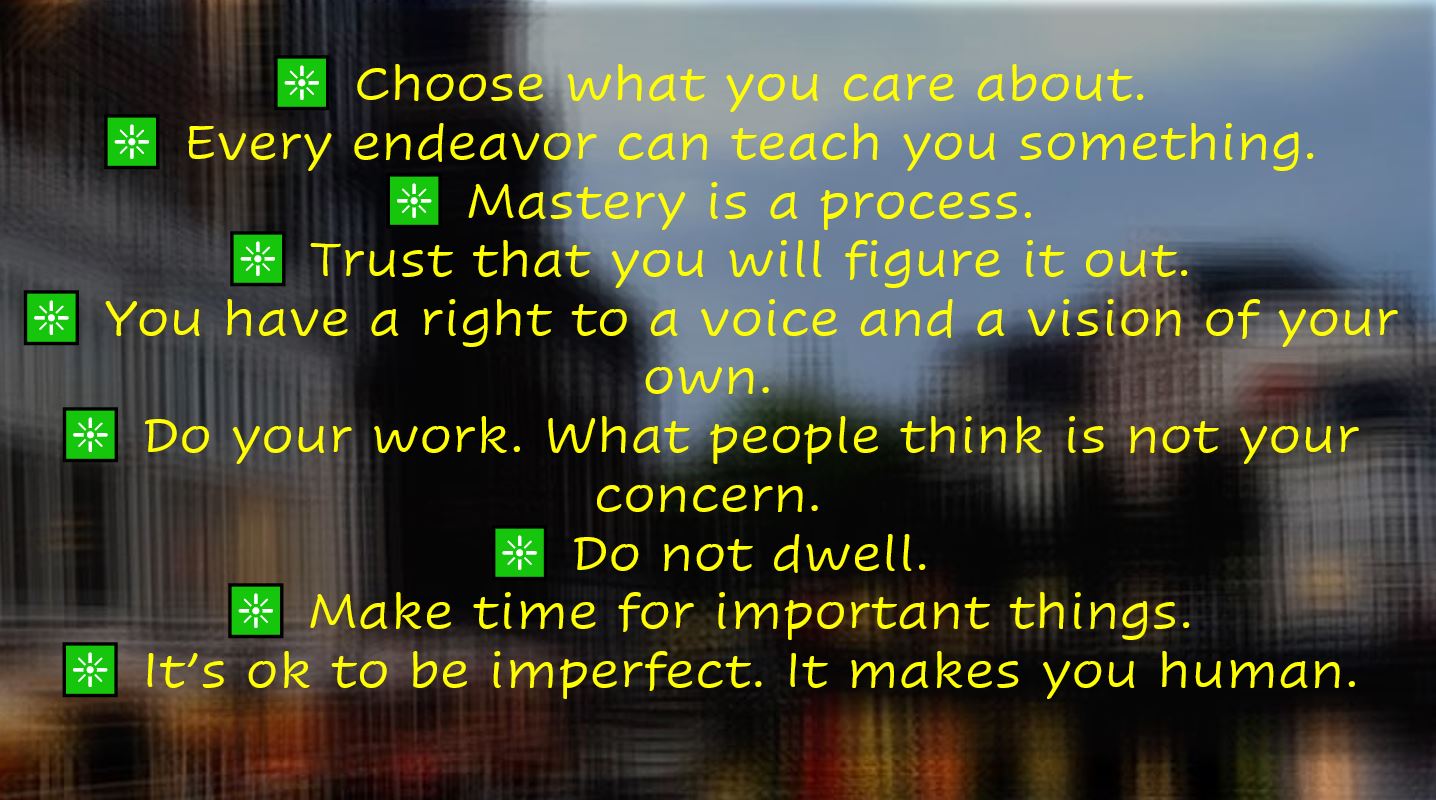 ✳ Choose what you care about.
✳ Every endeavor can teach you something.
✳ Mastery is a process.
✳ Trust that you will figure it out.
✳ You have a right to a voice and a vision of your
own.
✳ Do your work. What people think is not your
concern.
✳ Do not dwell.
✳ Make time for important things.
✳ It’s ok to be imperfect. It makes you human.